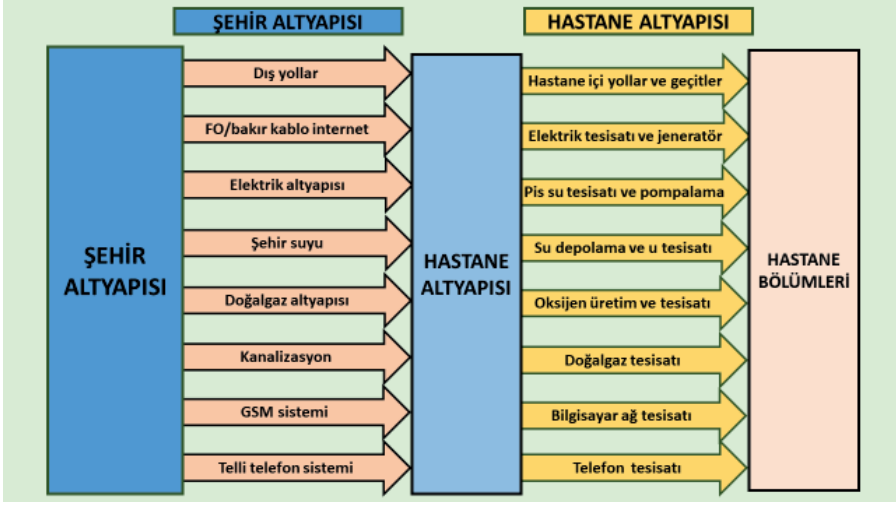 ŞEHİR ALTYAPISI
HASTANE ALTYAPISI
ŞEHİR
ALTYAPISI
Dış yollar
FO/bakır kablo internet
Elektrik altyapısı
Şehir suyu
Doğalgaz altyapısı
Kanalizasyon
GSM sistemi
Telli telefon sistemi
HASTANE
ALTYAPISI
Hastane içi yollar ve geçitler
Elektrik tesisatı ve jeneratör
Pis su tesisatı ve pompalama
Su depolama ve u tesisatı
Oksijen üretim ve tesisatı
Doğalgaz tesisatı
Bilgisayar ağ tesisatı
Telefon tesisatı
HASTANE
BÖLÜMLERİ